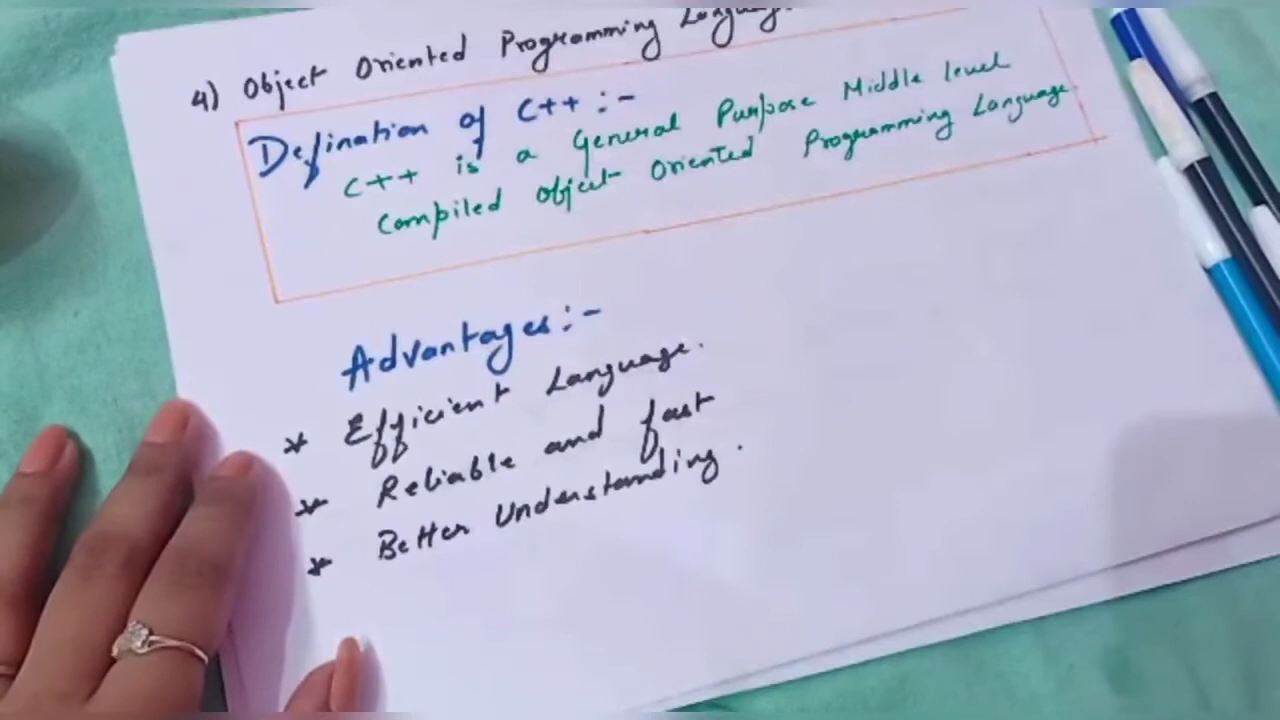 4) Object Oriented Programming Language
Defination of C++ :-
C++ is a General Purpose Middle level
Compiled Object Oriented Programming Language
Advantages :-
* Efficient Language.
* Reliable and fast
* Better Understanding.